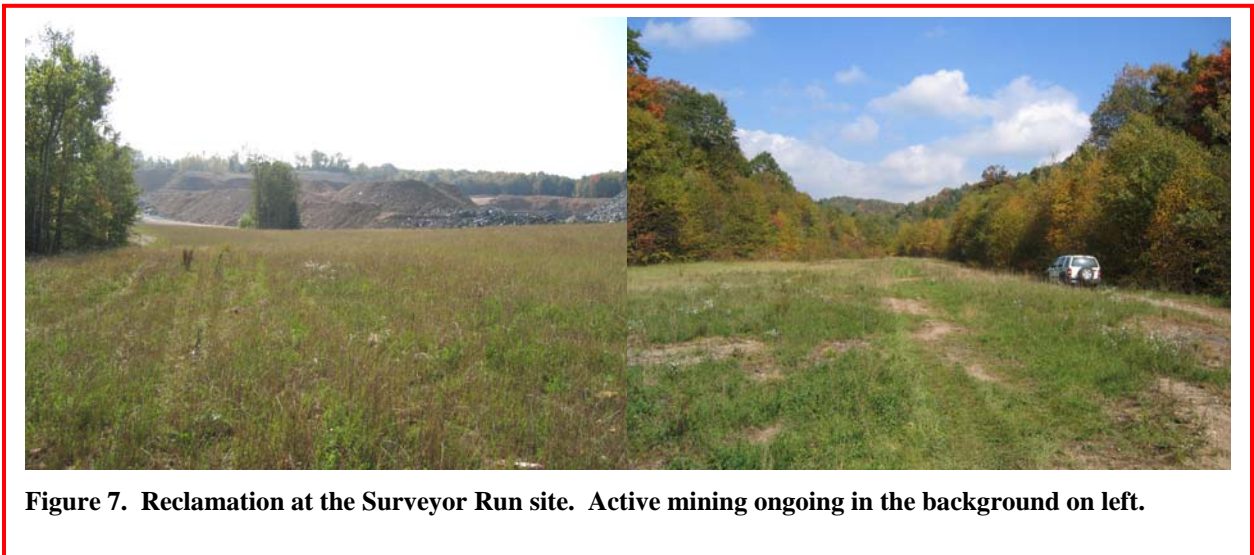 Figure 7.  Reclamation at the Surveyor Run site.  Active mining ongoing in the background on left.